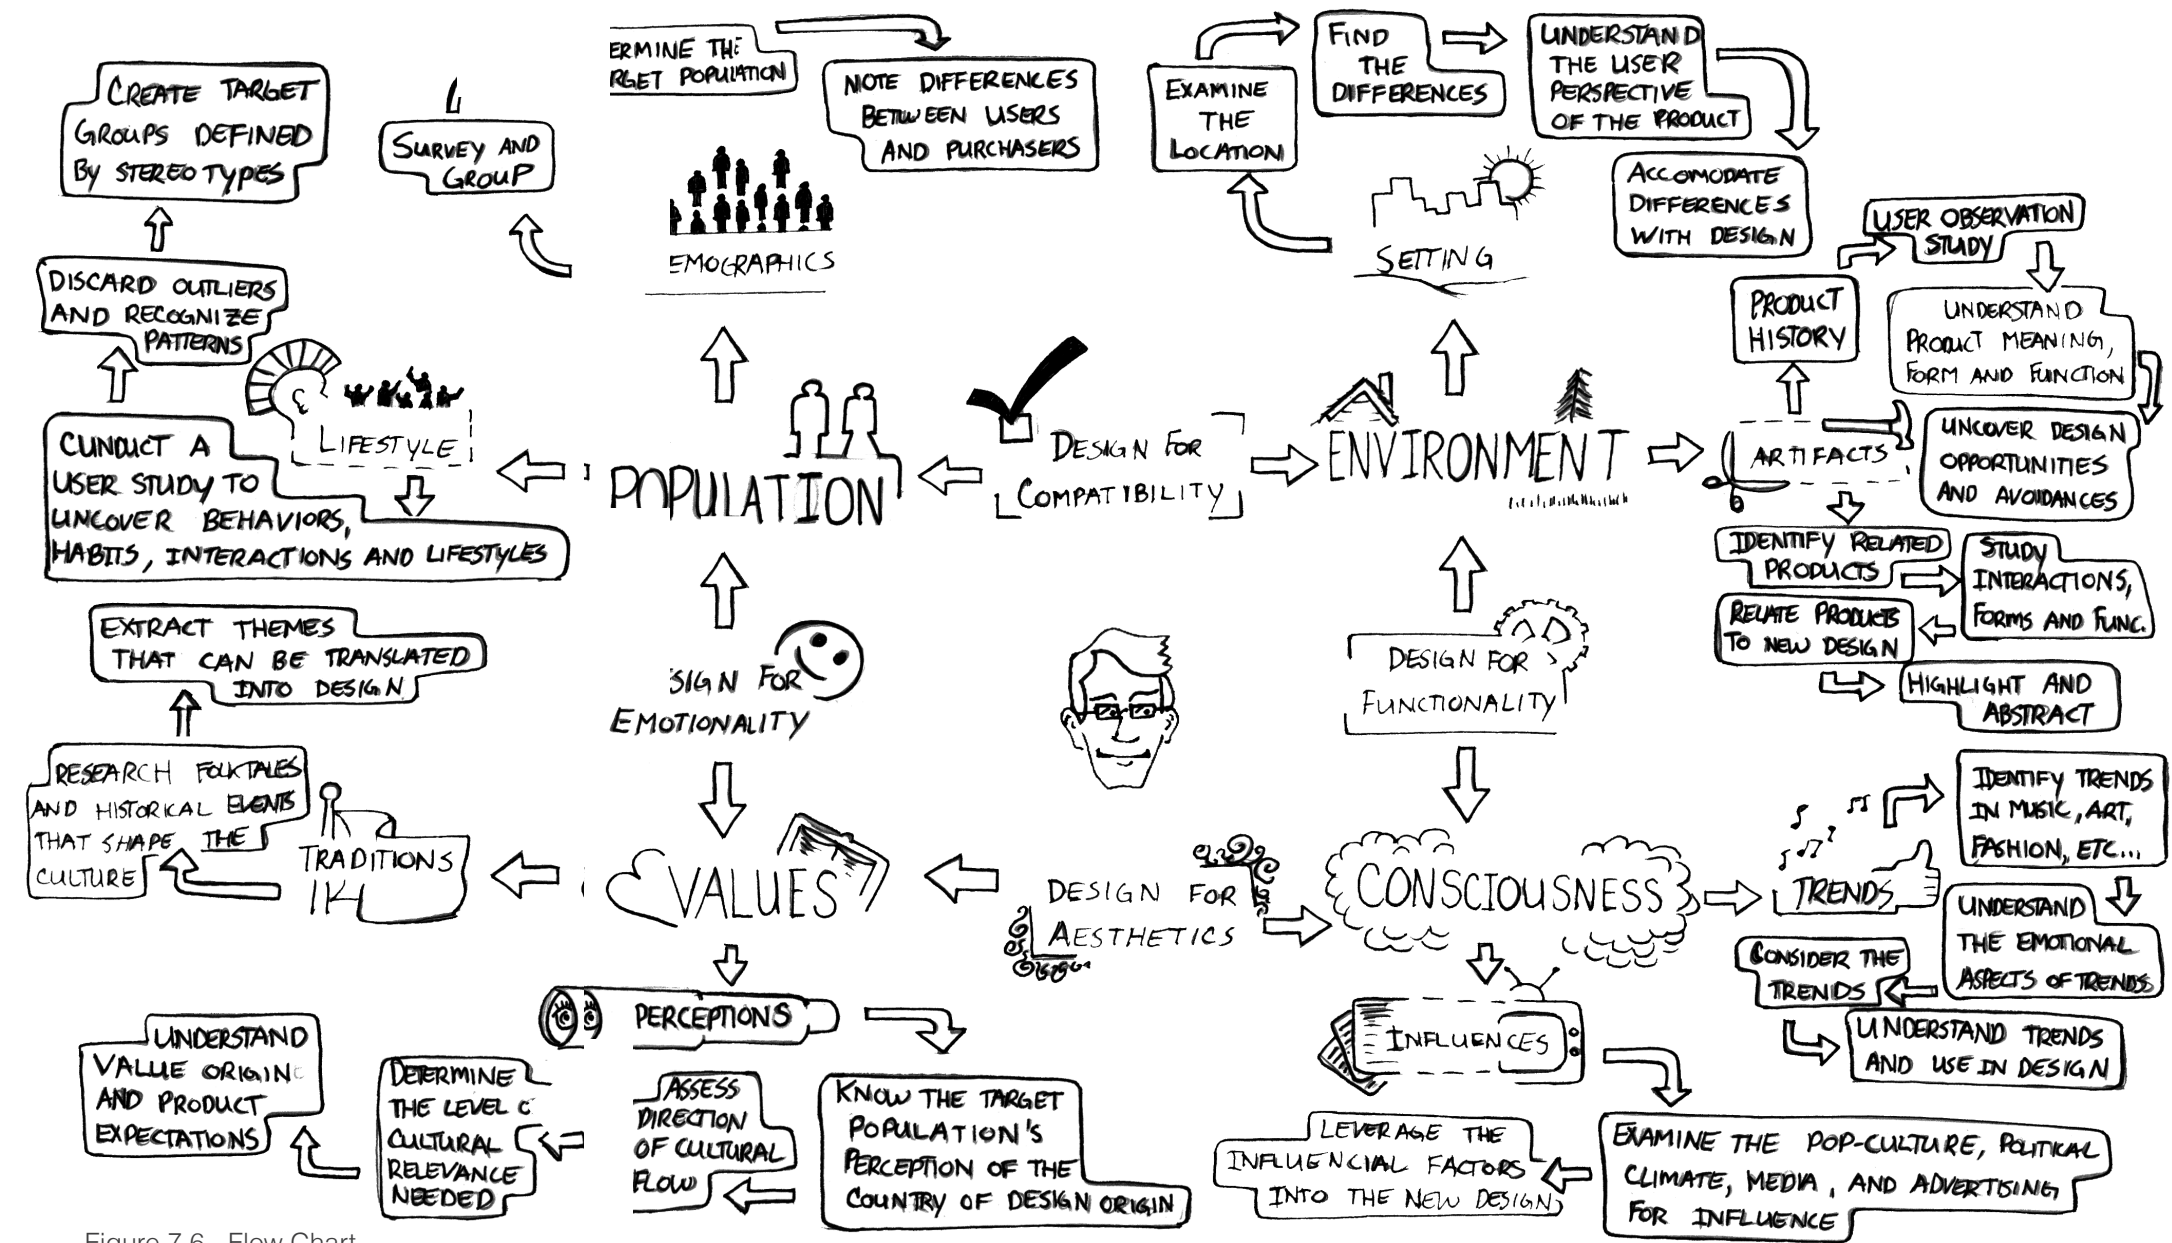 CREATE TARGET
GROUPS DEFINED
BY STEREOTYPES
SURVEY AND
GROUP
ERMINE THE
RGET POPULATION
NOTE DIFFERENCES
BETWEEN USERS
AND PURCHASERS
EXAMINE
THE
LOCATION
FIND
THE
DIFFERENCES
UNDERSTAND
THE USER
PERSPECTIVE
OF THE PRODUCT
ACCOMODATE
DIFFERENCES
WITH DESIGN
USER OBSERVATION
STUDY
DISCARD OUTLIERS
AND RECOGNIZE
PATTERNS
EMOGRAPHICS
SETTING
PRODUCT
HISTORY
UNDERSTAND
PRODUCT MEANING,
FORM AND FUNCTION
CUNDUCT A
USER STUDY TO
UNCOVER BEHAVIORS,
HABITS, INTERACTIONS AND LIFESTYLES
LIFESTYLE
POPULATION
DESIGN FOR
COMPATIBILITY
ENVIRONMENT
ARTIFACTS
UNCOVER DESIGN
OPPORTUNITIES
AND AVOIDANCES
IDENTIFY RELATED
PRODUCTS
STUDY
INTERACTIONS,
FORMS AND FUNC.
RELATE PRODUCTS
TO NEW DESIGN
HIGHLIGHT AND
ABSTRACT
EXTRACT THEMES
THAT CAN BE TRANSLATED
INTO DESIGN
SIGN FOR
EMOTIONALITY
DESIGN FOR
FUNCTIONALITY
RESEARCH FOLKTALES
AND HISTORICAL EVENTS
THAT SHAPE THE
CULTURE
TRADITIONS
VALUES
DESIGN FOR
AESTHETICS
CONSCIOUSNESS
TRENDS
IDENTIFY TRENDS
IN MUSIC, ART,
FASHION, ETC...
UNDERSTAND
THE EMOTIONAL
ASPECTS OF TRENDS
CONSIDER THE
TRENDS
UNDERSTAND TRENDS
AND USE IN DESIGN
PERCEPTIONS
INFLUENCES
UNDERSTAND
VALUE ORIGIN
AND PRODUCT
EXPECTATIONS
DETERMINE
THE LEVEL
CULTURAL
RELEVANCE
NEEDED
ASSESS
DIRECTION
OF CULTURAL
FLOW
KNOW THE TARGET
POPULATION'S
PERCEPTION OF THE
COUNTRY OF DESIGN ORIGIN
LEVERAGE THE
INFLUENCIAL FACTORS
INTO THE NEW DESIGN
EXAMINE THE POP-CULTURE, POLITICAL
CLIMATE, MEDIA, AND ADVERTISING
FOR INFLUENCE
Figure 7.6 Flow Chart